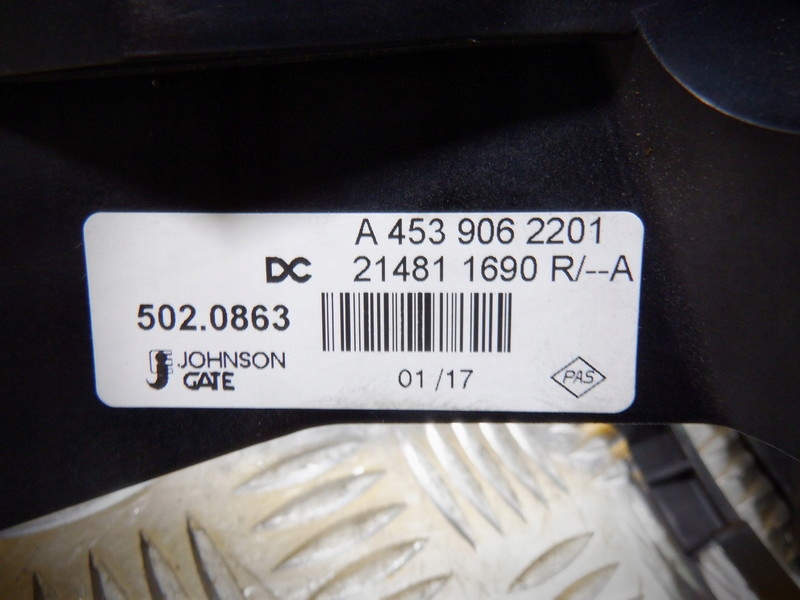 A 453 906 2201
DC 21481 1690 R/--A
502.0863
JOHNSON
GATE
01 /17
PAS